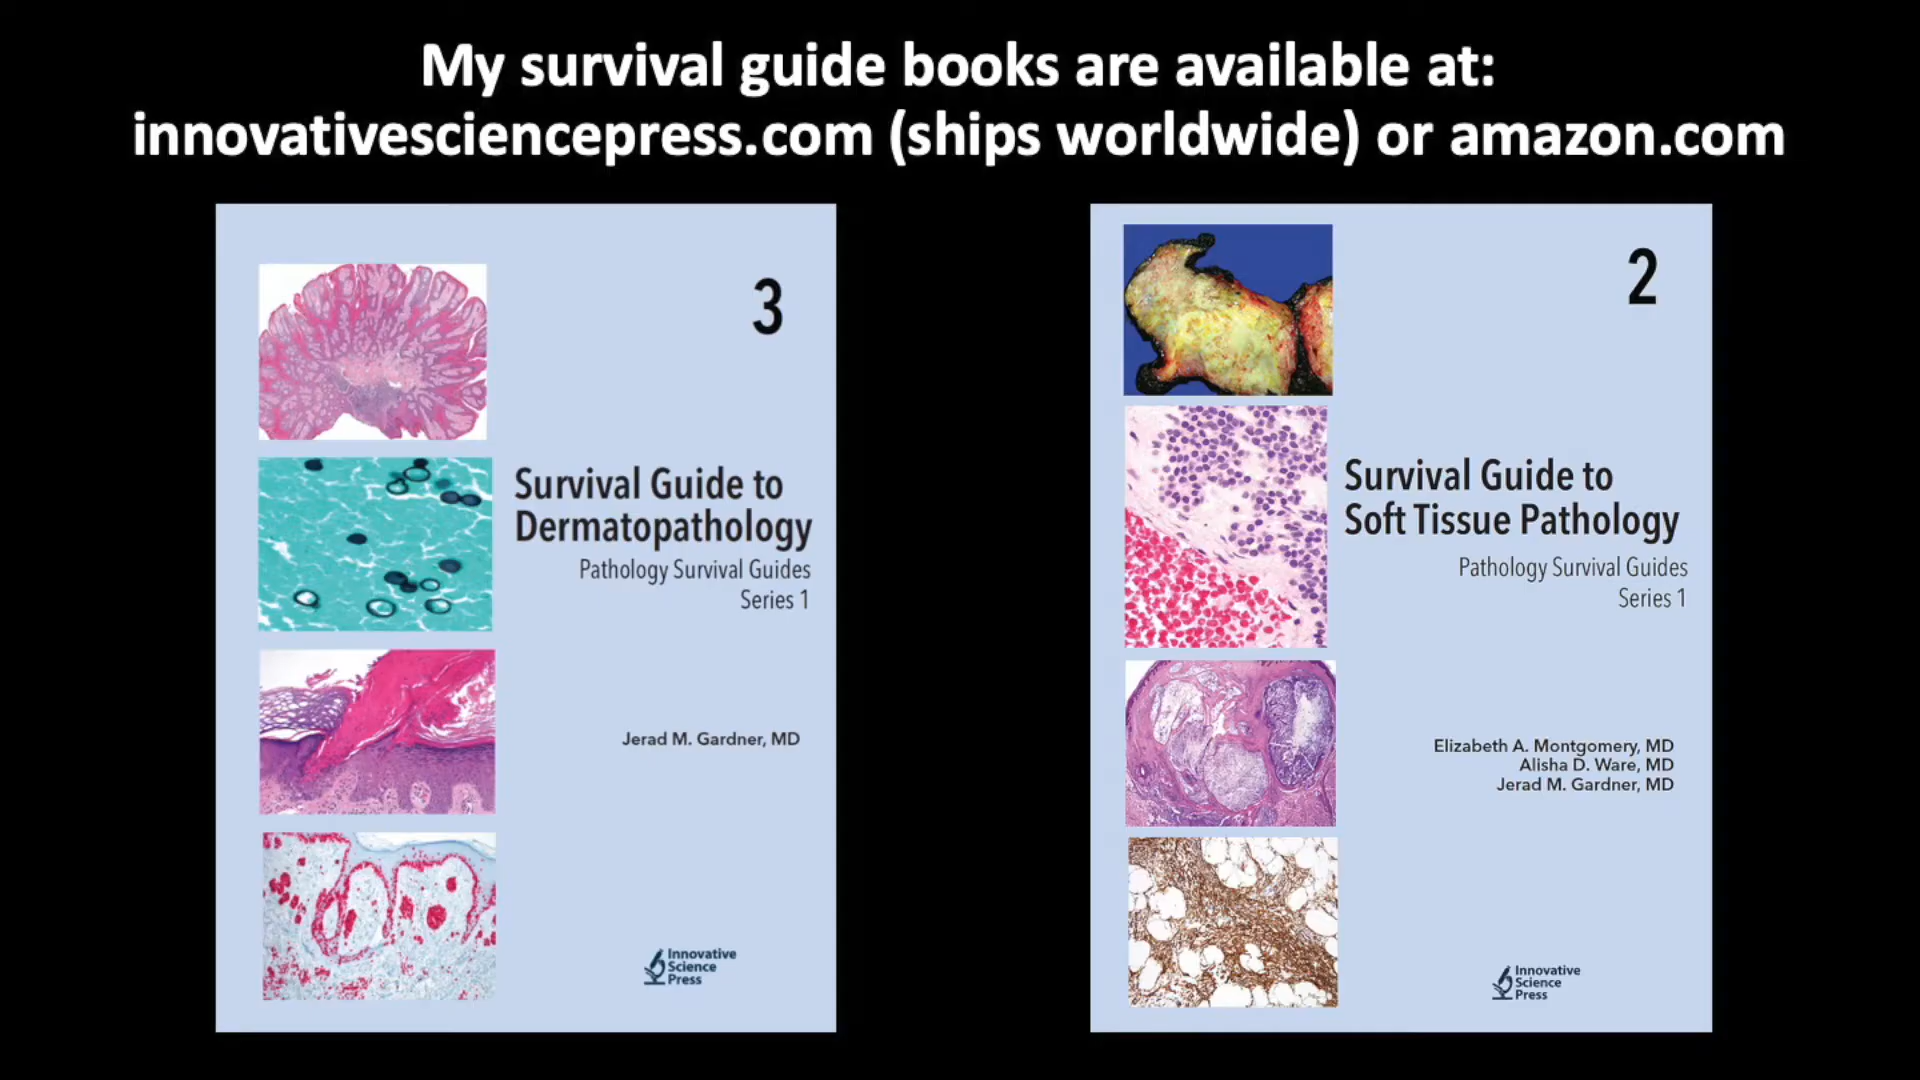 My survival guide books are available at:
innovativesciencepress.com (ships worldwide) or amazon.com
3
Survival Guide to
Dermatopathology
Pathology Survival Guides
Series 1
Jerad M. Gardner, MD
Innovative
Science
Press
2
Survival Guide to
Soft Tissue Pathology
Pathology Survival Guides
Series 1
Elizabeth A. Montgomery, MD
Alisha D. Ware, MD
Jerad M. Gardner, MD
Innovative
Science
Press